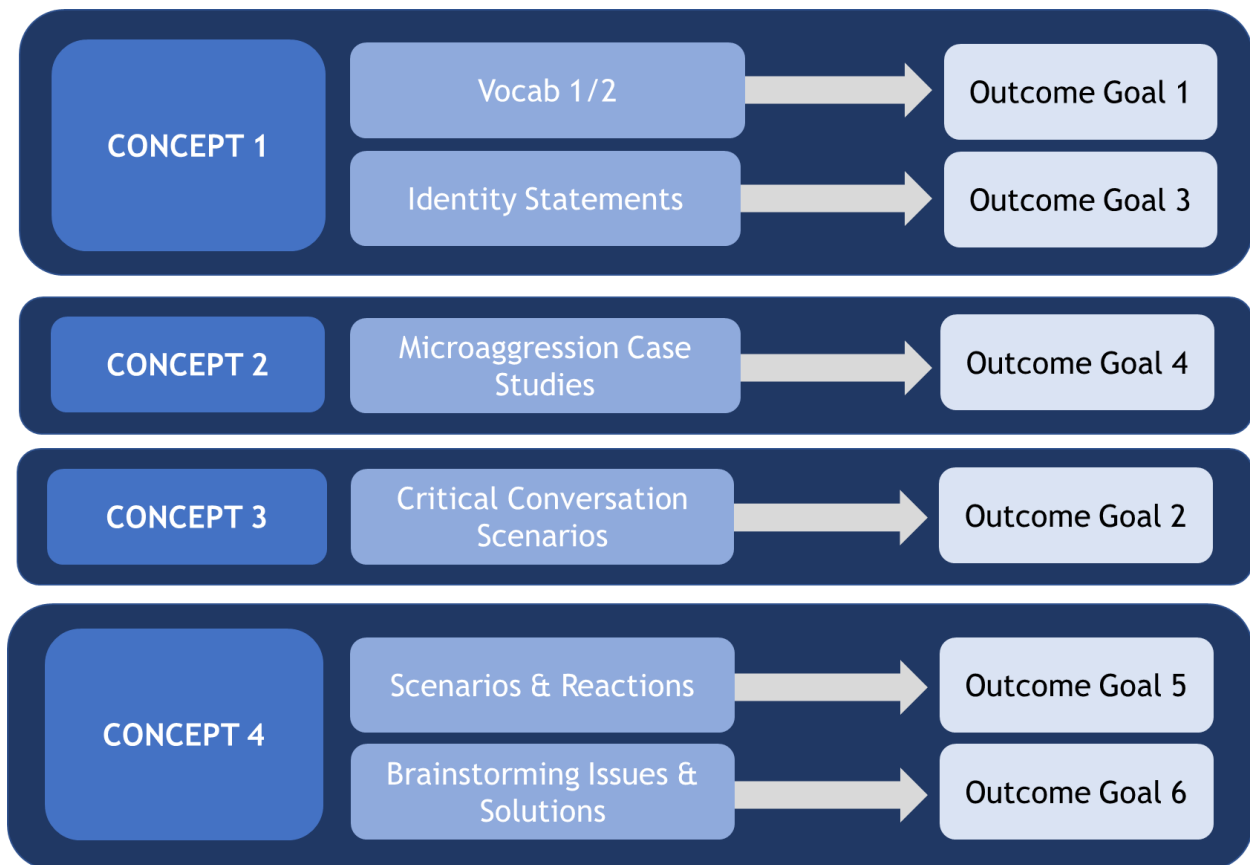 CONCEPT 1
Vocab 1/2
Outcome Goal 1
Identity Statements
Outcome Goal 3
CONCEPT 2
Microaggression Case
Studies
Outcome Goal 4
CONCEPT 3
Critical Conversation
Scenarios
Outcome Goal 2
CONCEPT 4
Scenarios & Reactions
Outcome Goal 5
Brainstorming Issues &
Solutions
Outcome Goal 6